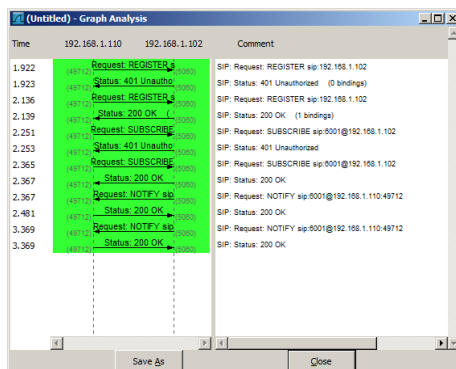 (Untitled) - Graph Analysis
Time 192.168.1.110 192.168.1.102 Comment
1.922 Request: REGISTER s (49712) (5060) SIP: Request: REGISTER sip:192.168.1.102
1.923 Status: 401 Unautho (49712) (5060) SIP: Status: 401 Unauthorized (0 bindings)
2.136 Request: REGISTER s (49712) (5060) SIP: Request: REGISTER sip:192.168.1.102
2.139 Status: 200 OK ( (49712) (5060) SIP: Status: 200 OK (1 bindings)
2.251 Request: SUBSCRIBE (49712) (5060) SIP: Request: SUBSCRIBE sip:6001@192.168.1.102
2.253 Status: 401 Unautho (49712) (5060) SIP: Status: 401 Unauthorized
2.365 Request: SUBSCRIBE (49712) (5060) SIP: Request: SUBSCRIBE sip:6001@192.168.1.102
2.367 Status: 200 OK (49712) (5060) SIP: Status: 200 OK
2.367 Request: NOTIFY sip (49712) (5060) SIP: Request: NOTIFY sip:6001@192.168.1.110:49712
2.481 Status: 200 OK (49712) (5060) SIP: Status: 200 OK
3.369 Request: NOTIFY sip (49712) (5060) SIP: Request: NOTIFY sip:6001@192.168.1.110:49712
3.369 Status: 200 OK (49712) (5060) SIP: Status: 200 OK
Save As Close